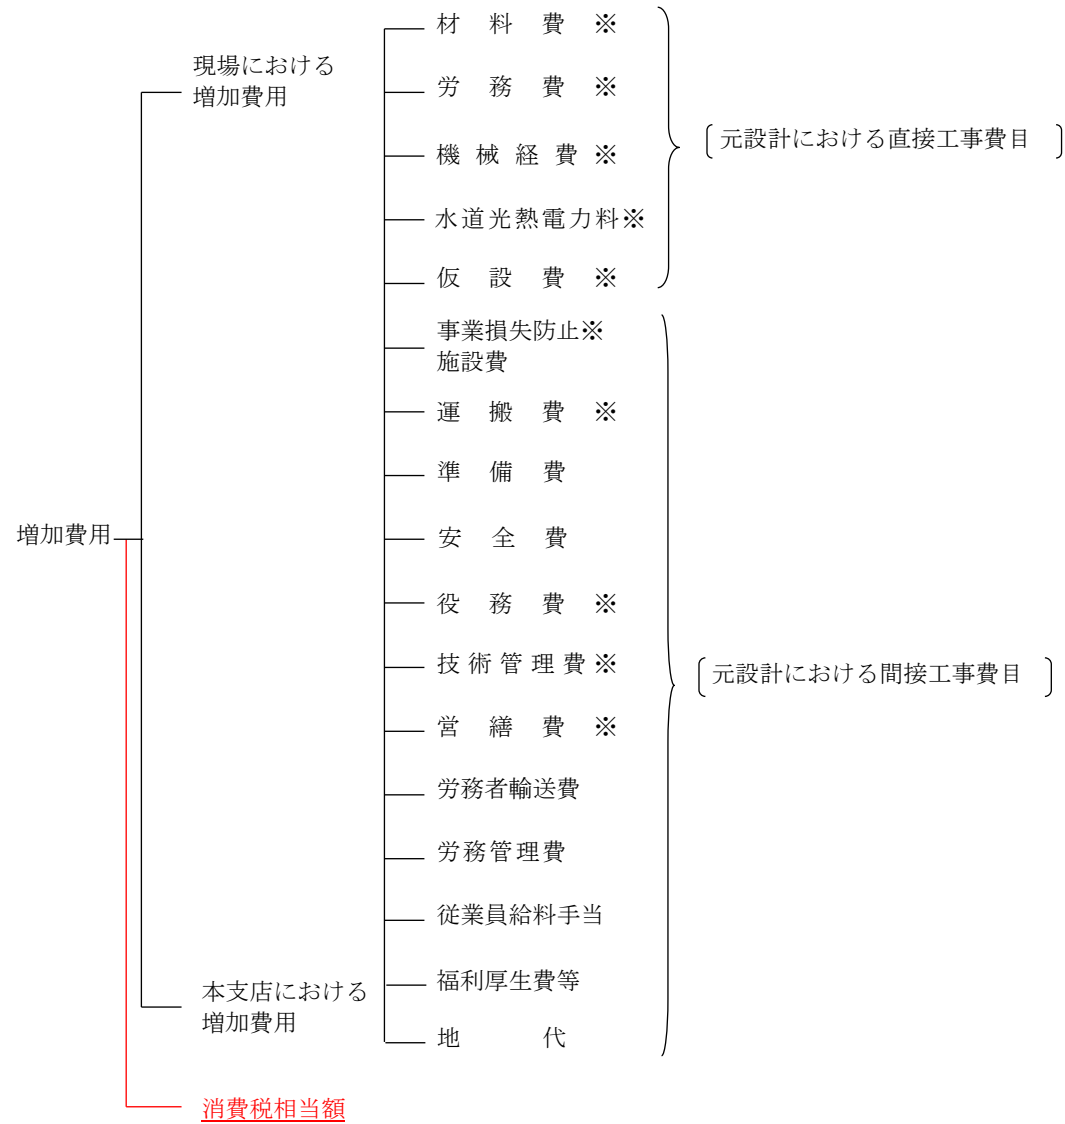 材料費※
現場における
増加費用
労務費※
〔元設計における直接工事費目〕
機械経費※
水道光熱電力料※
仮設費※
事業損失防止※
施設費
運搬費※
準備費
増加費用
安全費
役務費※
技術管理費※
〔元設計における間接工事費目〕
営繕費※
労務者輸送費
労務管理費
従業員給料手当
福利厚生費等
本支店における
増加費用
地代
消費税相当額